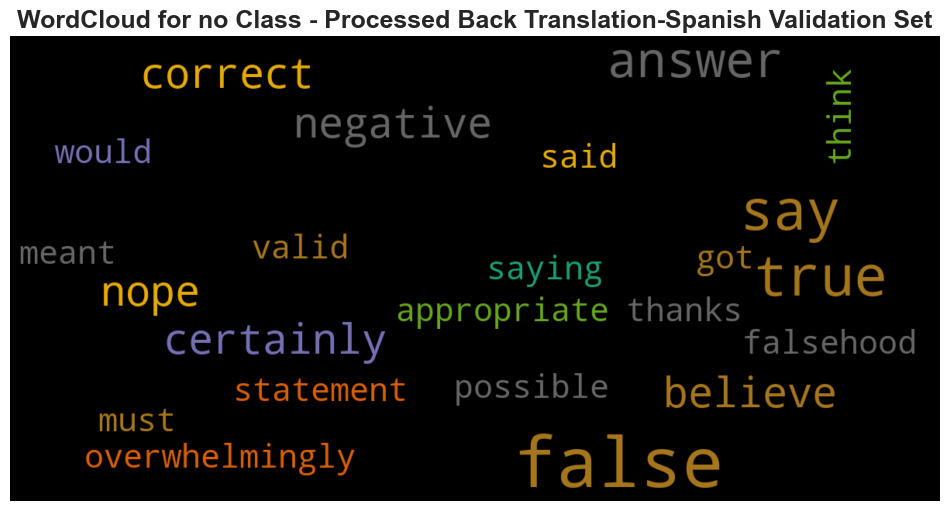 WordCloud for no Class - Processed Back Translation-Spanish Validation Set
correct
answer
think
negative
would
said
say
meant
valid
saying
got
true
nope
appropriate
thanks
certainly
falsehood
statement
possible
believe
must
overwhelmingly
false